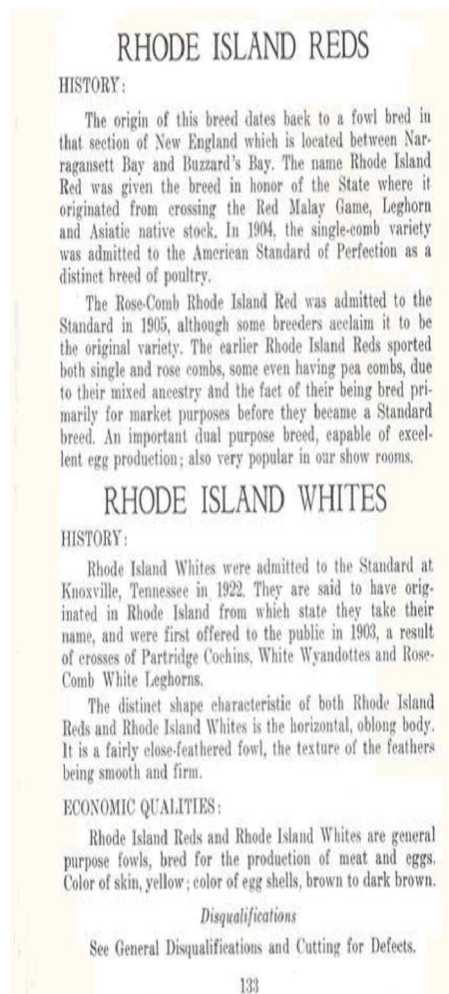 RHODE ISLAND REDS
HISTORY:
The origin of this breed dates back to a fowl bred in
that section of New England which is located between Nar-
ragansett Bay and Buzzard's Bay. The name Rhode Island
Red was given the breed in honor of the State where it
originated from crossing the Red Malay Game, Leghorn
and Asiatic native stock. In 1904, the single-comb variety
was admitted to the American Standard of Perfection as a
distinct breed of poultry.
The Rose-Comb Rhode Island Red was admitted to the
Standard in 1905, although some breeders acclaim it to be
the original variety. The earlier Rhode Island Reds sported
both single and rose combs, some even having pea combs, due
to their mixed ancestry and the fact of their being bred pri-
marily for market purposes before they became a Standard
breed. An important dual purpose breed, capable of excel-
lent egg production; also very popular in our show rooms.
RHODE ISLAND WHITES
HISTORY:
Rhode Island Whites were admitted to the Standard at
Knoxville, Tennessee in 1922. They are said to have orig-
inated in Rhode Island from which state they take their
name, and were first offered to the public in 1903, a result
of crosses of Partridge Cochins, White Wyandottes and Rose-
Comb White Leghorns.
The distinct shape characteristic of both Rhode Island
Reds and Rhode Island Whites is the horizontal, oblong body.
It is a fairly close-feathered fowl, the texture of the feathers
being smooth and firm.
ECONOMIC QUALITIES:
Rhode Island Reds and Rhode Island Whites are general
purpose fowls, bred for the production of meat and eggs.
Color of skin, yellow; color of egg shells, brown to dark brown.
Disqualifications
See General Disqualifications and Cutting for Defects.
133